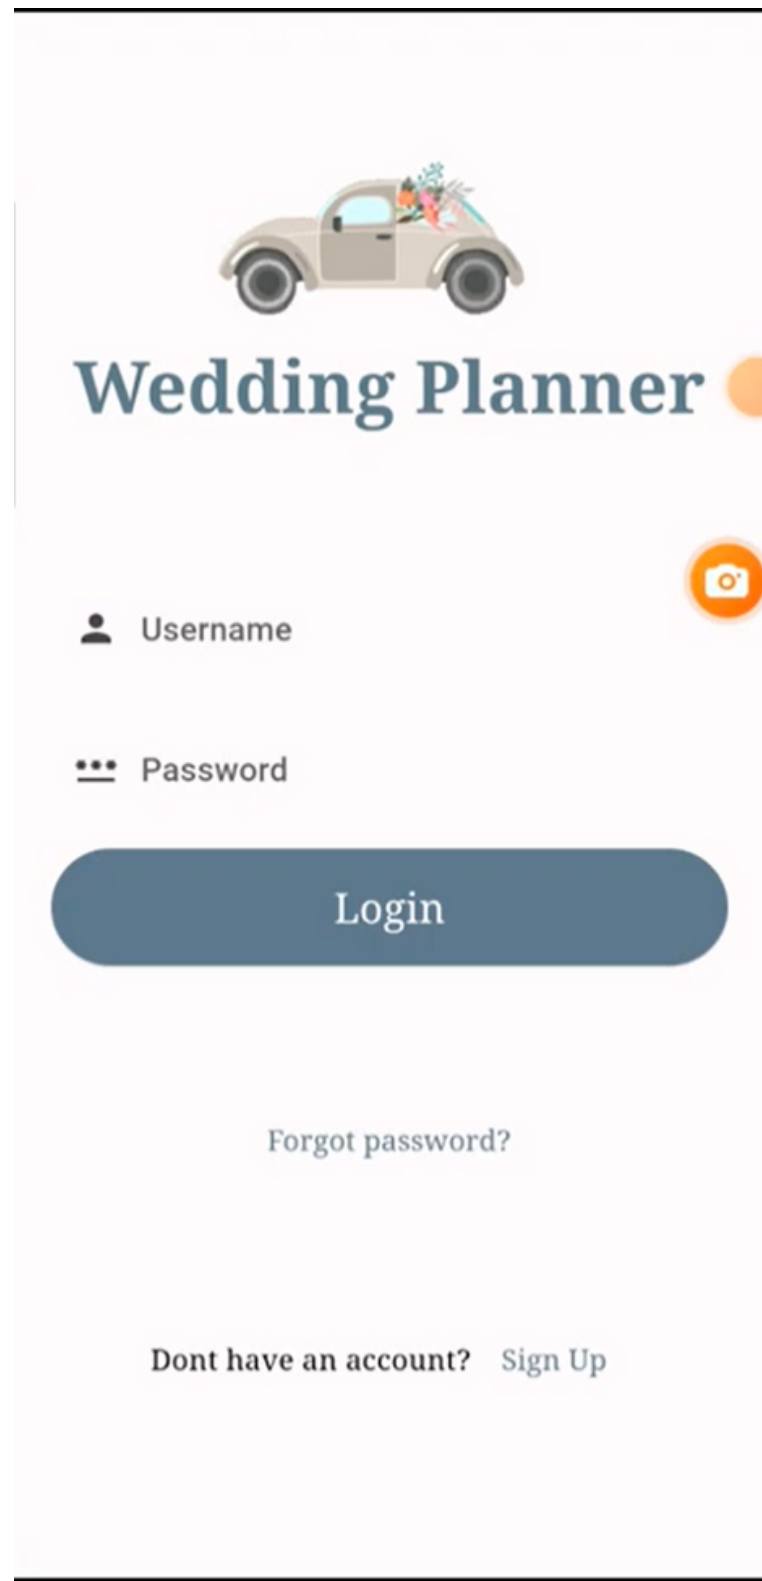 Wedding Planner
Username
Password
Login
Forgot password?
Dont have an account? Sign Up